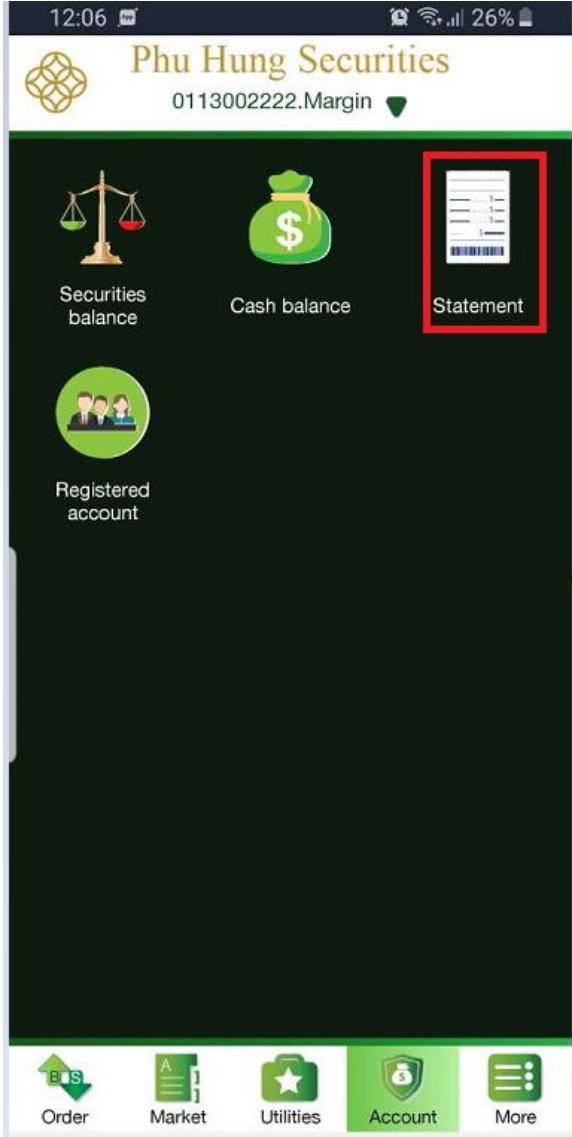 12:06
26%
Phu Hung Securities
0113002222.Margin
$
Securities
balance
Cash balance
Statement
Registered
account
B S
A
$
Order
Market
Utilities
Account
More